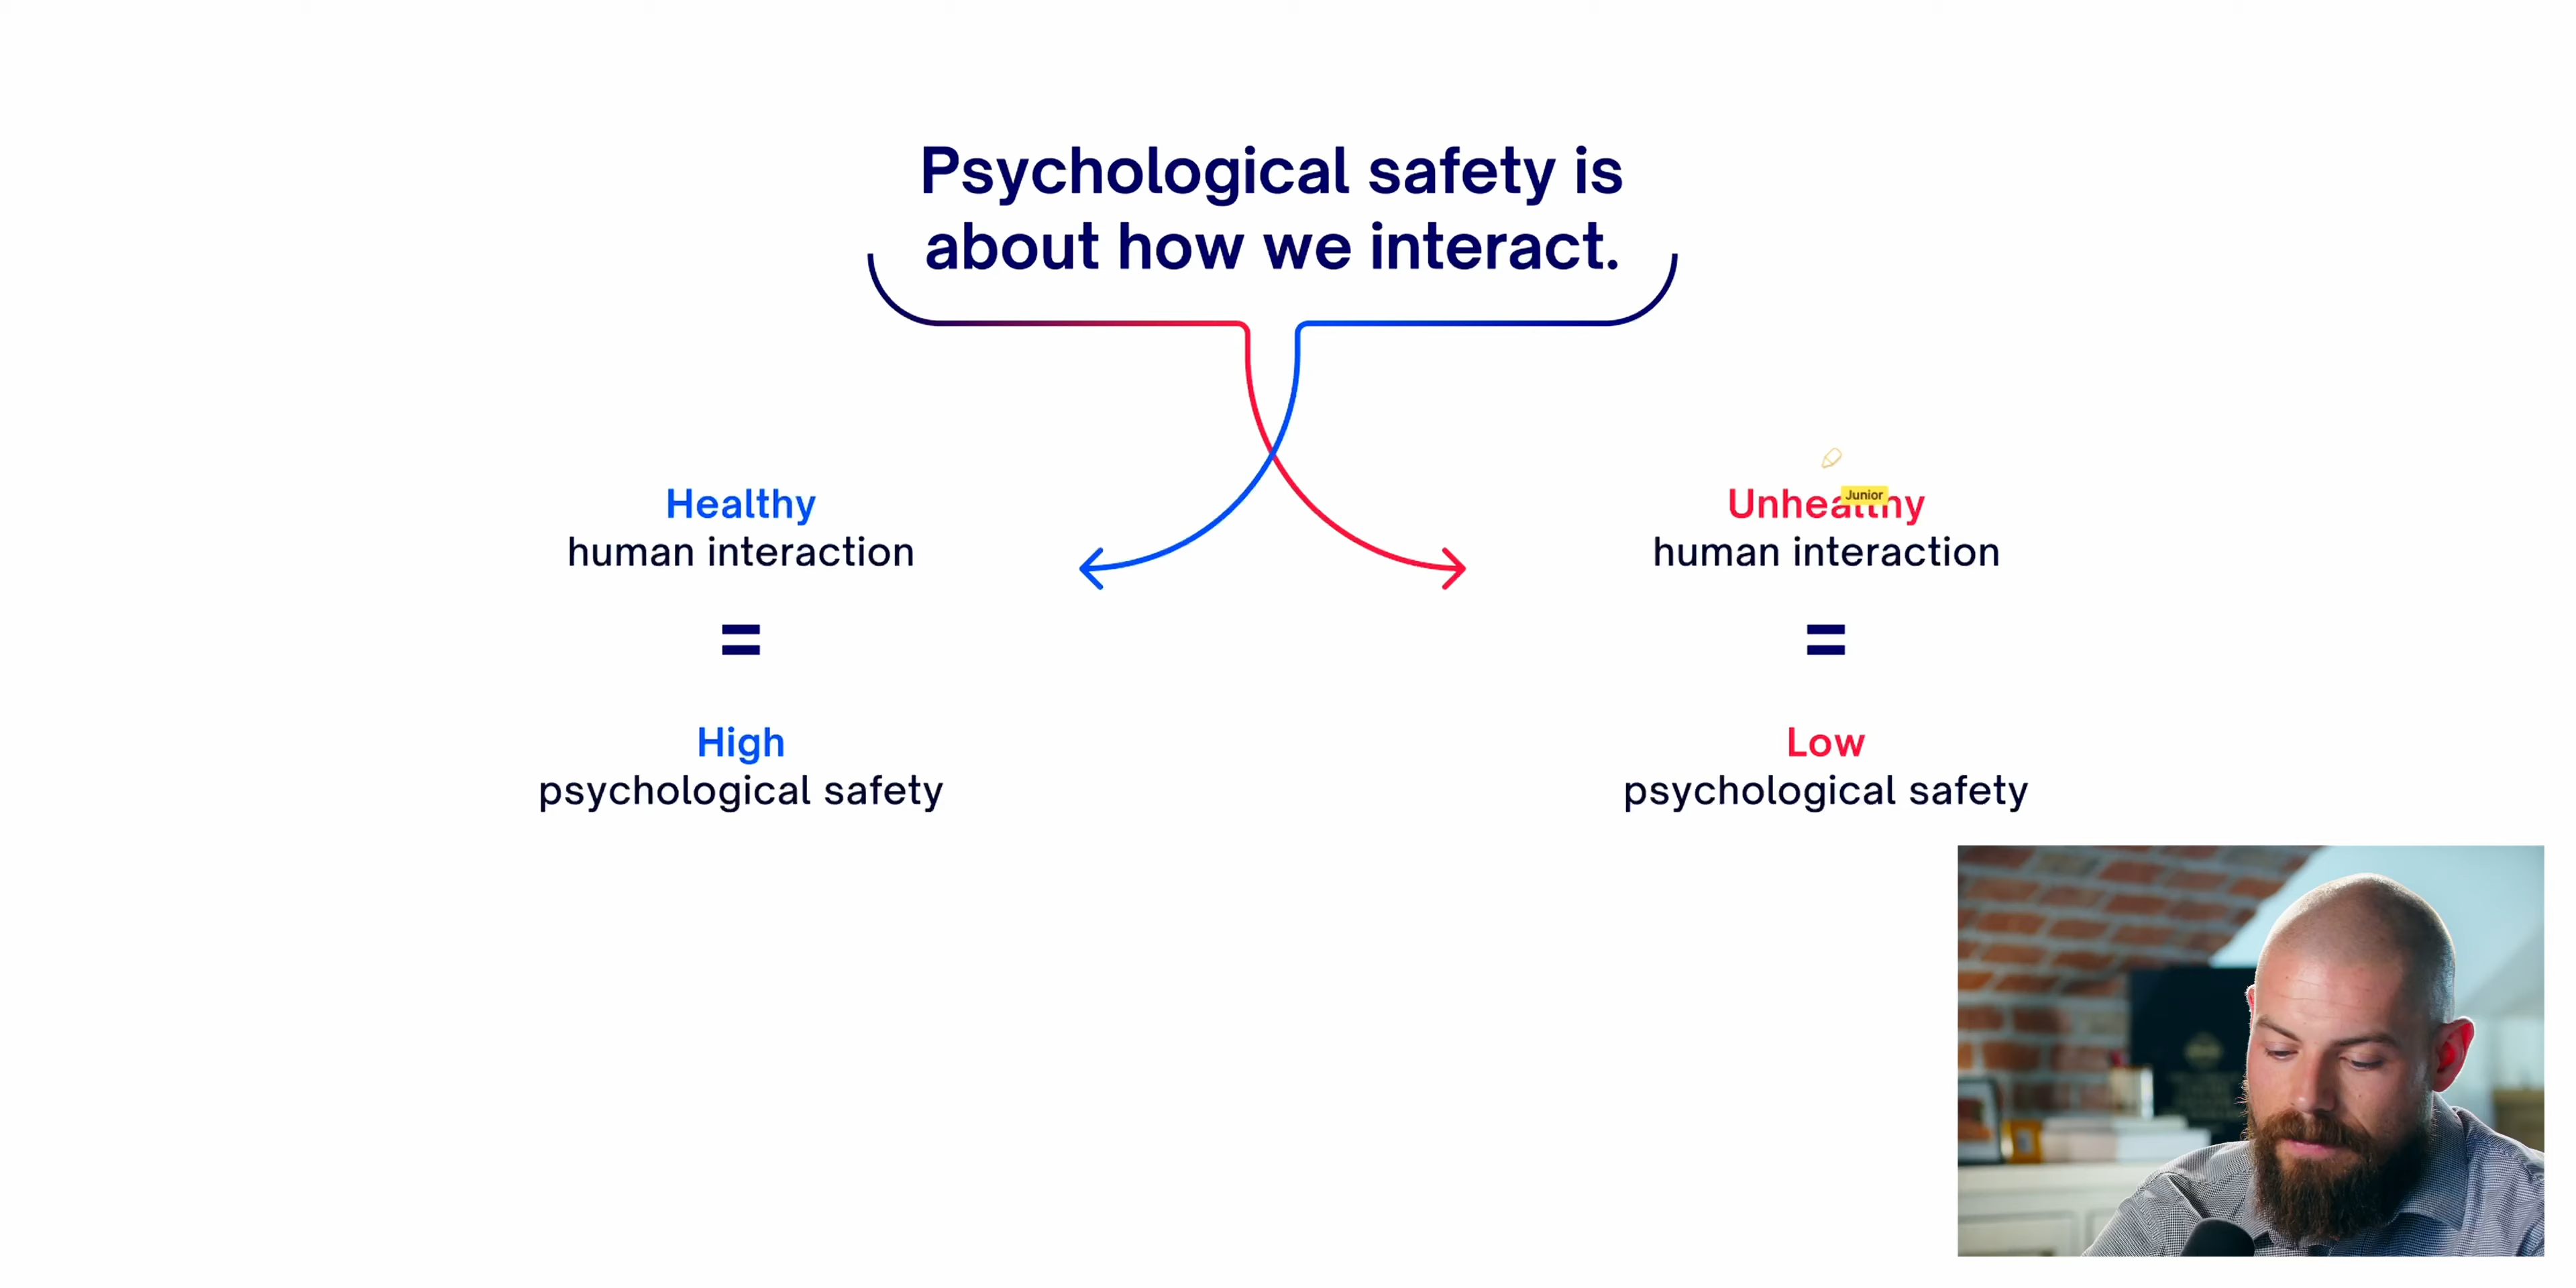 Psychological safety is
about how we interact.
Healthy
human interaction
=
High
psychological safety
Unhealthy
Junior
human interaction
=
Low
psychological safety